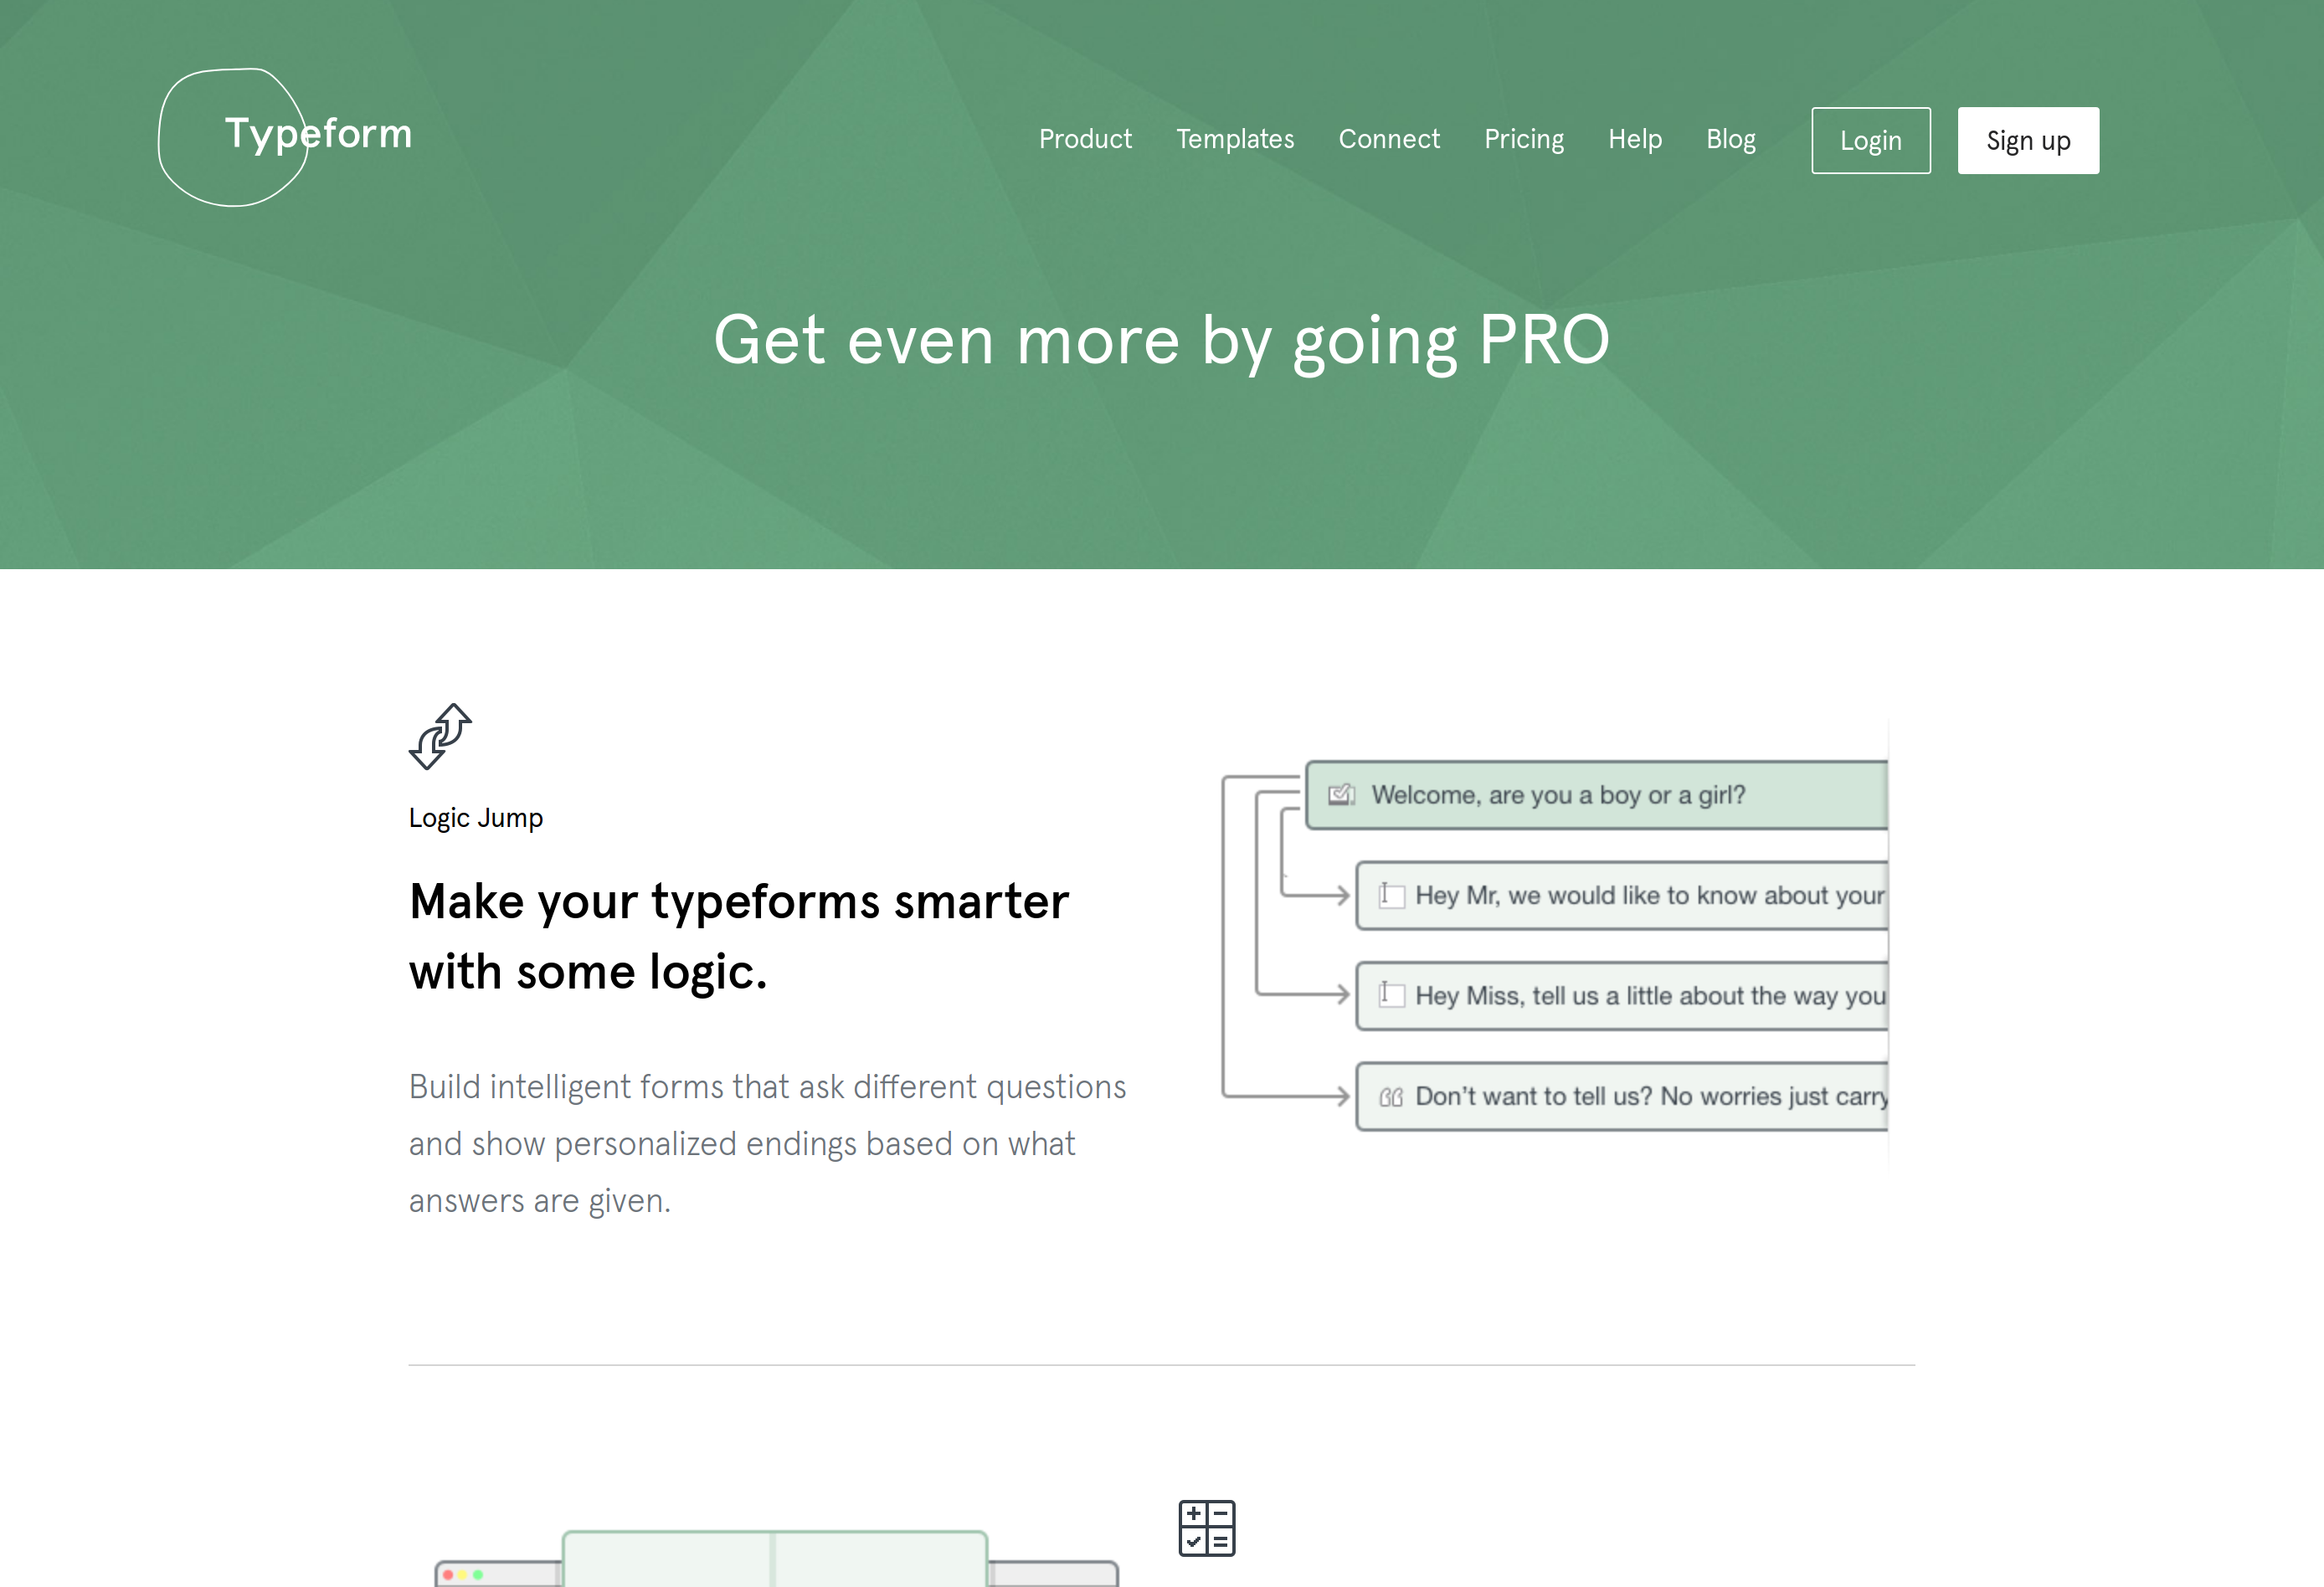 Typeform
Product Templates Connect Pricing Help Blog Login Sign up
Get even more by going PRO
Logic Jump
Make your typeforms smarter
with some logic.
Build intelligent forms that ask different questions
and show personalized endings based on what
answers are given.
Welcome, are you a boy or a girl?
Hey Mr, we would like to know about your
Hey Miss, tell us a little about the way you
Don't want to tell us? No worries just carry